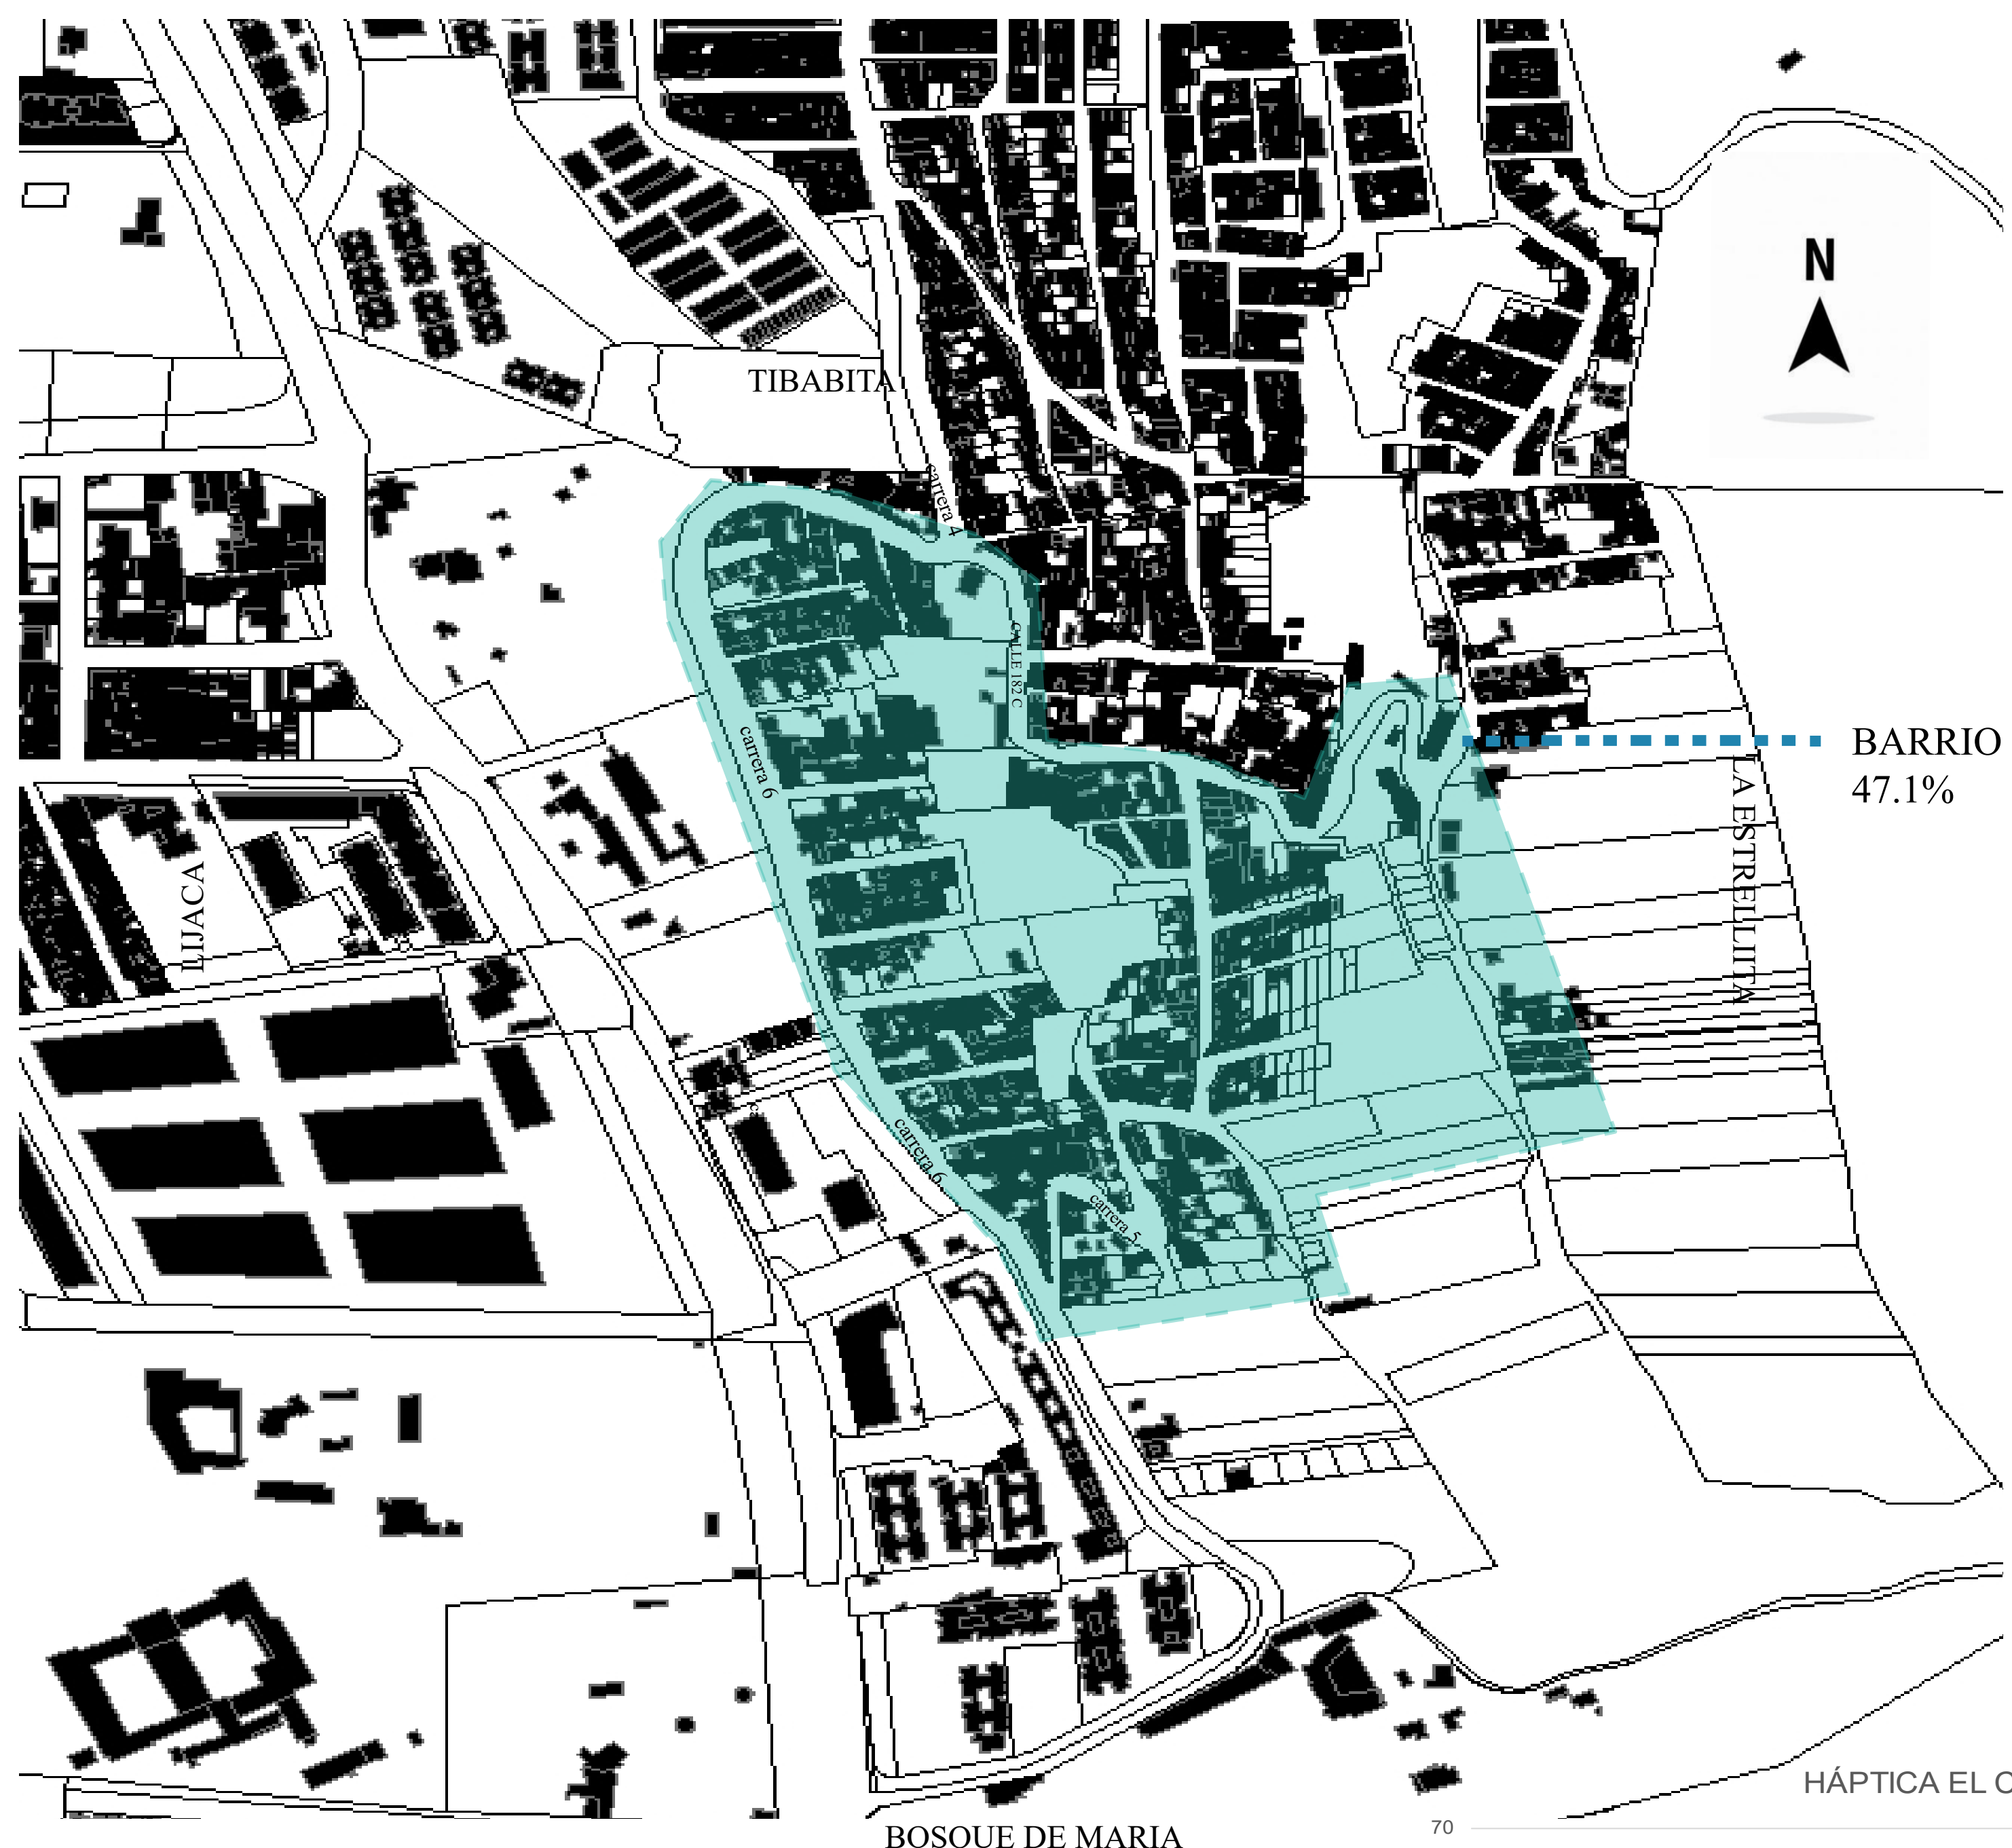 N
TIBABITA
carrera 4
CALLE 182 C
carrera 6
BARRIO
47.1%
LA ESTRELLITA
LIJACA
carrera 6
carrera 5
HÁPTICA EL C
70
BOSQUE DE MARIA